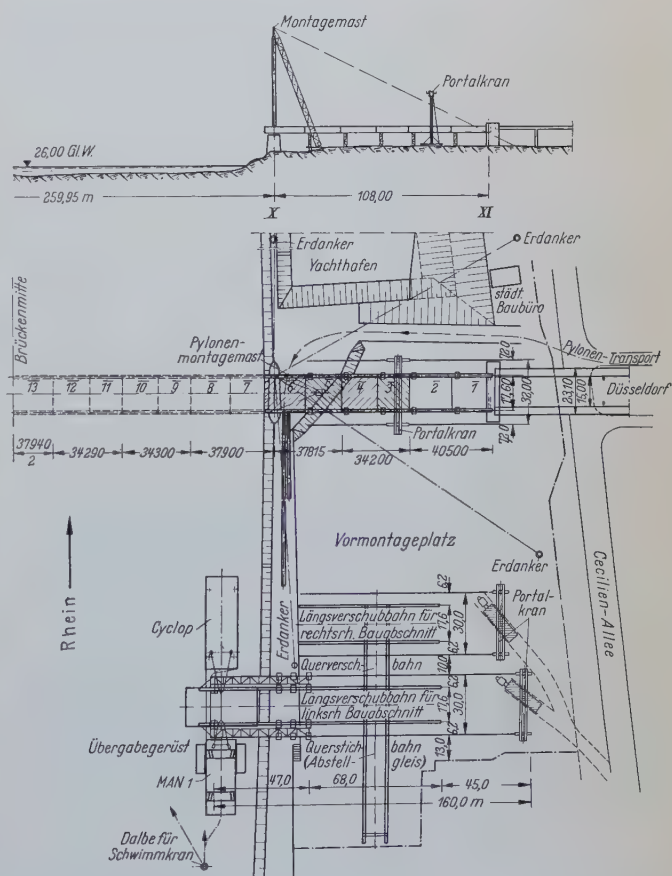 Montagemast
Portalkran
26,00 Gl.W.
259,95 m
108,00
X
XI
Erdanker
Erdanker
Yachthafen
städt.
Baubüro
Brückenmitte
Pylonen-
montagemast
Pylonen-Transport
13
12
11
10
9
8
7
6
4
3
2
1
12,0
17,60
32,00
23,10
15,00
Düsseldorf
12,0
Portalkran
37940
2
34290
34300
37900
37815
34200
40500
Vormontageplatz
Erdanker
Rhein
Cyclop
Erdanker
Portal-
kran
Cecilien-Allee
6,2
Längsverschubbahn für
rechtsrh. Bauabschnitt
17,6
30,0
6,2
Querversch-
bahn
10,0
6,2
Längsverschubbahn für
linksrh. Bauabschnitt
17,6
30,0
6,2
Übergabegerüst
Querstich-
bahn
(Abstell-
gleis)
13,0
MAN 1
47,0
68,0
45,0
160,0 m
Dalbe für
Schwimmkran